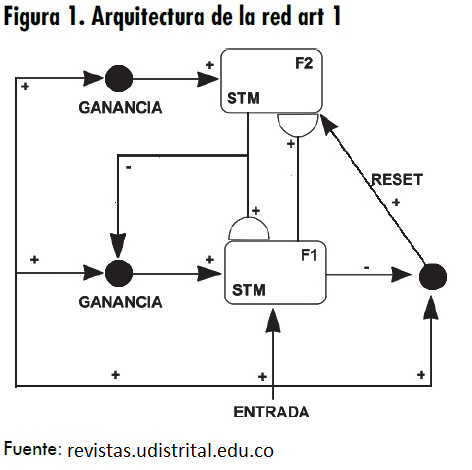 Figura 1. Arquitectura de la red art 1
+
F2
+
GANANCIA
STM
+
RESET
-
+
+
+
+
F1
-
GANANCIA
STM
+
+
+
ENTRADA
Fuente: revistas.udistrital.edu.co